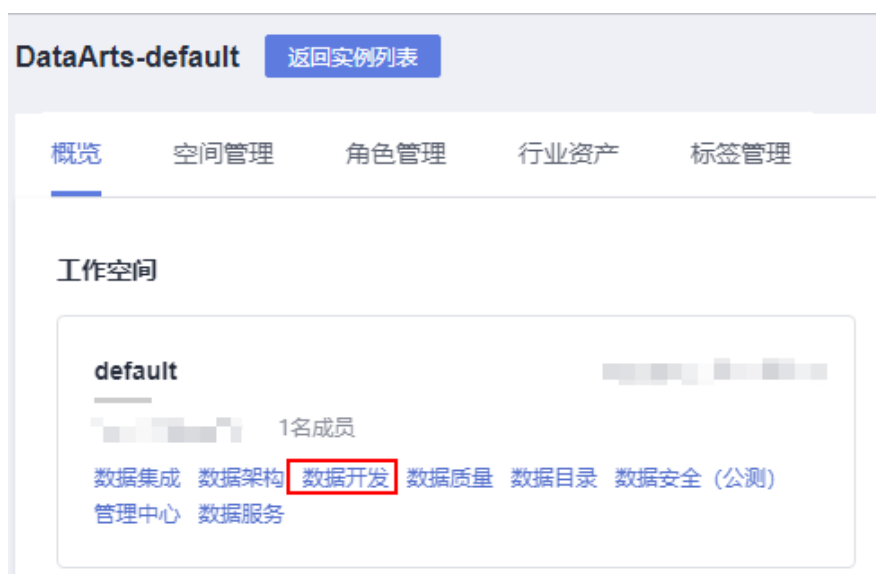 DataArts-default 返回实例列表
概览 空间管理 角色管理 行业资产 标签管理
工作空间
default
1名成员
数据集成 数据架构 数据开发 数据质量 数据目录 数据安全 (公测)
管理中心 数据服务